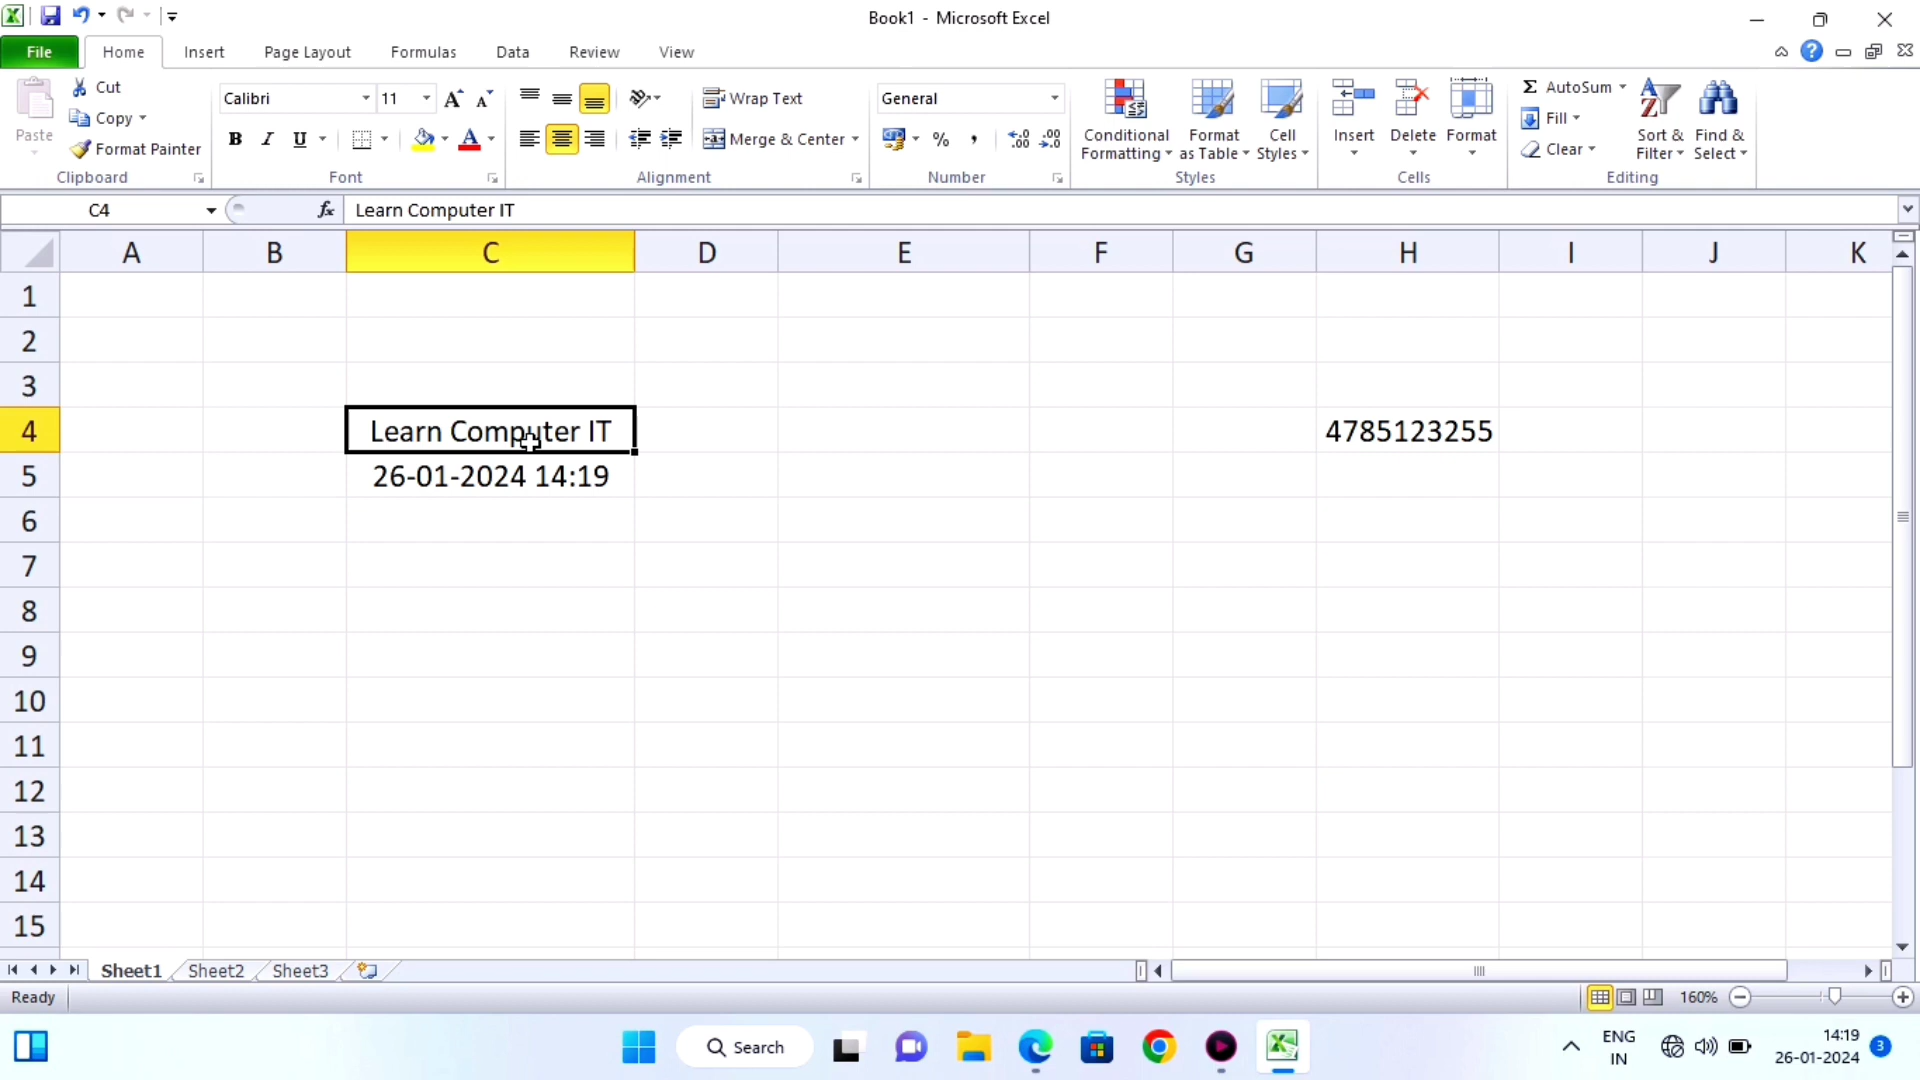 Book1 - Microsoft Excel
File Home Insert Page Layout Formulas Data Review View
Paste
Cut
Copy
Format Painter
Clipboard
Calibri 11
B I U A
Font
Wrap Text
Merge & Center
Alignment
General
% ,
Number
Conditional Formatting
Format as Table
Cell Styles
Styles
Insert Delete Format
Cells
Σ AutoSum
Fill
Clear
Sort & Filter
Find & Select
Editing
C4 fx Learn Computer IT
A B C D E F G H I J K
1
2
3
4 Learn Computer IT 4785123255
5 26-01-2024 14:19
6
7
8
9
10
11
12
13
14
15
Sheet1 Sheet2 Sheet3
Ready 160%
Search
ENG
IN
14:19
26-01-2024
3